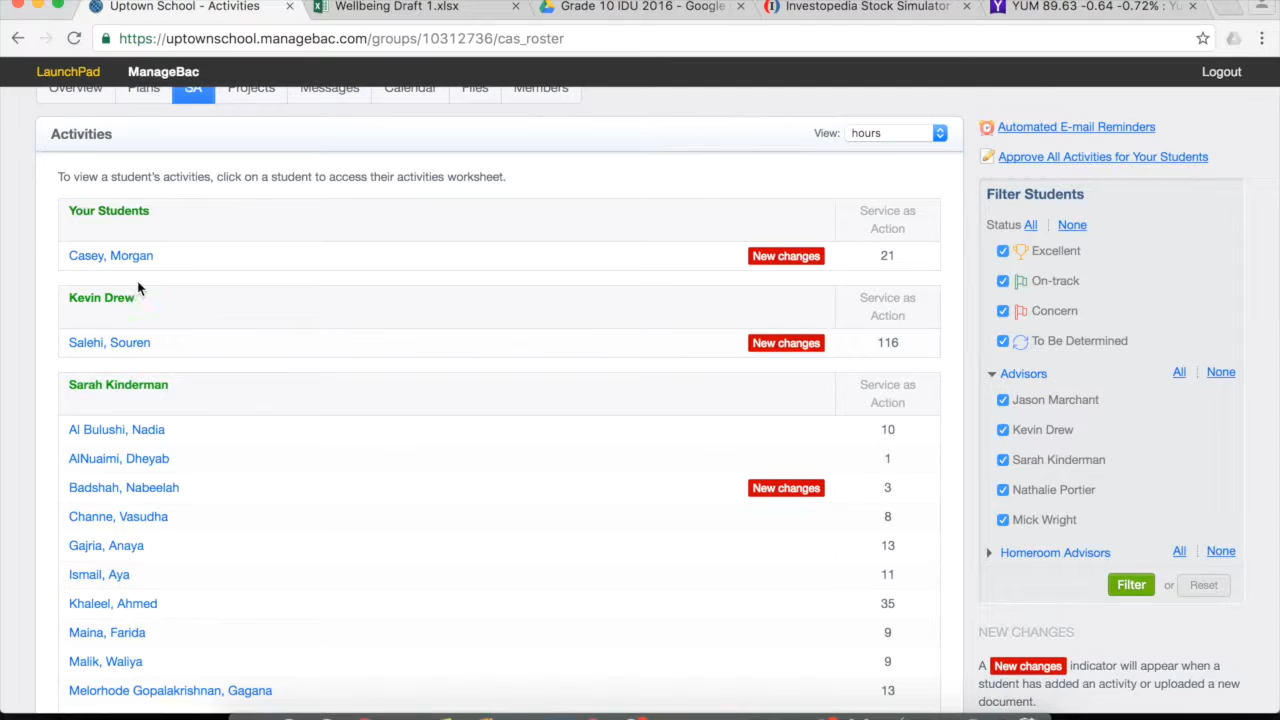 Uptown School - Activities
Wellbeing Draft 1.xlsx
Grade 10 IDU 2016 - Google
Investopedia Stock Simulator
YUM 89.63 -0.64 -0.72% : Yu
https://uptownschool.managebac.com/groups/10312736/cas_roster
LaunchPad
ManageBac
Logout
Overview
Plans
SA
Projects
Messages
Calendar
Files
Members
Activities
View: hours
To view a student's activities, click on a student to access their activities worksheet.
Your Students
Service as
Action
Casey, Morgan New changes 21
Kevin Drew
Service as
Action
Salehi, Souren New changes 116
Sarah Kinderman
Service as
Action
Al Bulushi, Nadia 10
AlNuaimi, Dheyab 1
Badshah, Nabeelah New changes 3
Channe, Vasudha 8
Gajria, Anaya 13
Ismail, Aya 11
Khaleel, Ahmed 35
Maina, Farida 9
Malik, Waliya 9
Melorhode Gopalakrishnan, Gagana 13
Automated E-mail Reminders
Approve All Activities for Your Students
Filter Students
Status All None
Excellent
On-track
Concern
To Be Determined
Advisors All None
Jason Marchant
Kevin Drew
Sarah Kinderman
Nathalie Portier
Mick Wright
Homeroom Advisors All None
Filter or Reset
NEW CHANGES
A New changes indicator will appear when a
student has added an activity or uploaded a new
document.